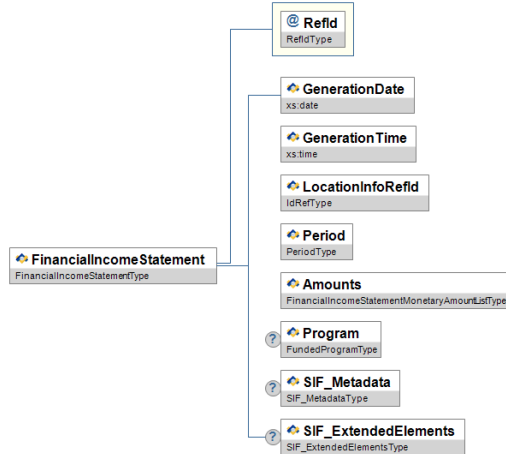 @ RefId
RefIdType
GenerationDate
xs:date
GenerationTime
xs:time
LocationInfoRefId
IdRefType
Period
PeriodType
FinancialIncomeStatement
FinancialIncomeStatementType
Amounts
FinancialIncomeStatementMonetaryAmountListType
? Program
FundedProgramType
? SIF_Metadata
SIF_MetadataType
? SIF_ExtendedElements
SIF_ExtendedElementsType